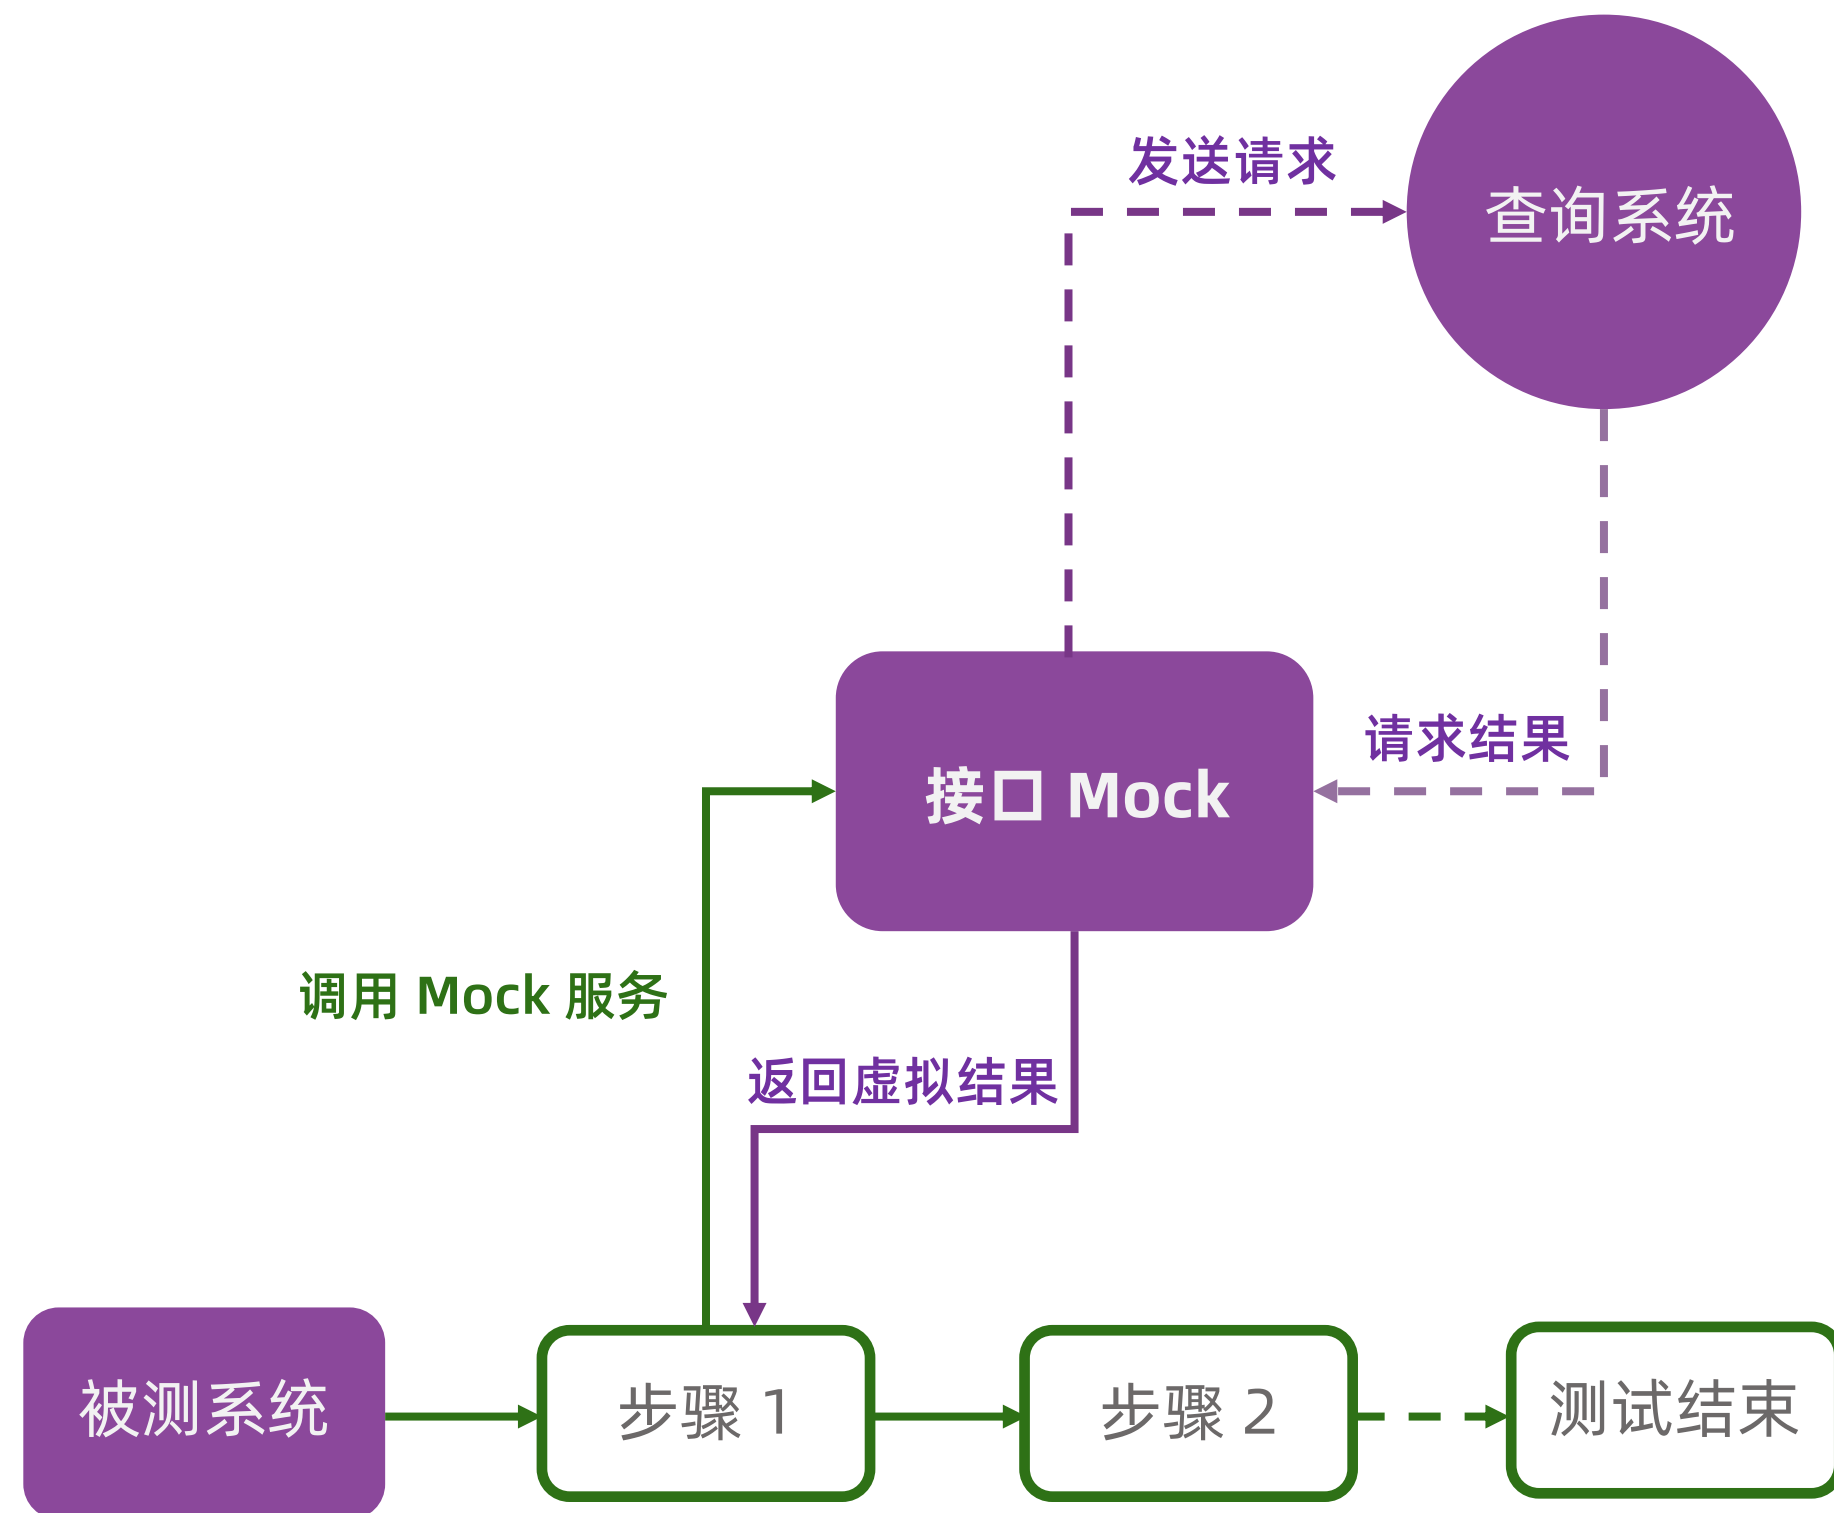 发送请求
查询系统
请求结果
接口 Mock
调用 Mock 服务
返回虚拟结果
被测系统
步骤 1
步骤 2
测试结束